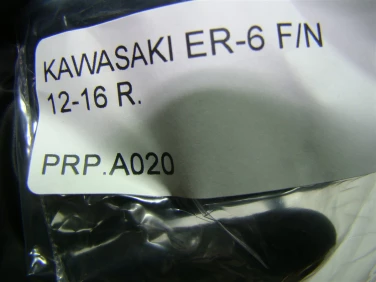 KAWASAKI ER-6 F/N
12-16 R.
PRP.A020